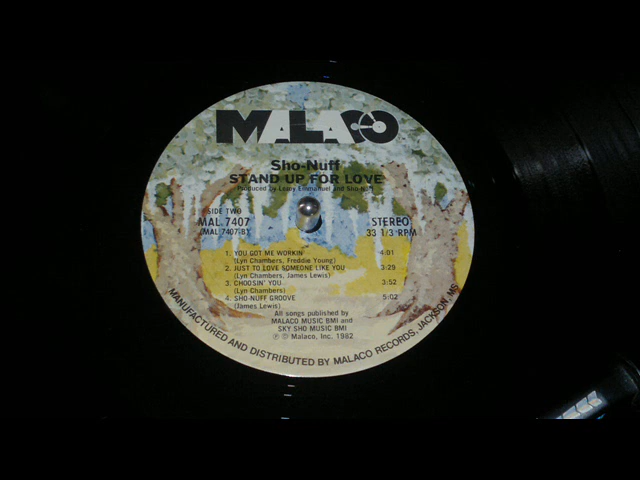 MALACO
Sho-Nuff
STAND UP FOR LOVE
Produced by Leroy Emmanuel and Sho-Nuff
SIDE TWO
MAL 7407
(MAL 7407-B)
STEREO
33 1/3 RPM
1. YOU GOT ME WORKIN' 4:01
(Lyn Chambers, Freddie Young)
2. JUST TO LOVE SOMEONE LIKE YOU 3:29
(Lyn Chambers, James Lewis)
3. CHOOSIN' YOU 3:52
(Lyn Chambers)
4. SHO-NUFF GROOVE 5:02
(James Lewis)
All songs published by
MALACO MUSIC BMI and
SKY SHO MUSIC BMI
℗ © Malaco, Inc. 1982
MANUFACTURED AND DISTRIBUTED BY MALACO RECORDS, JACKSON, MS